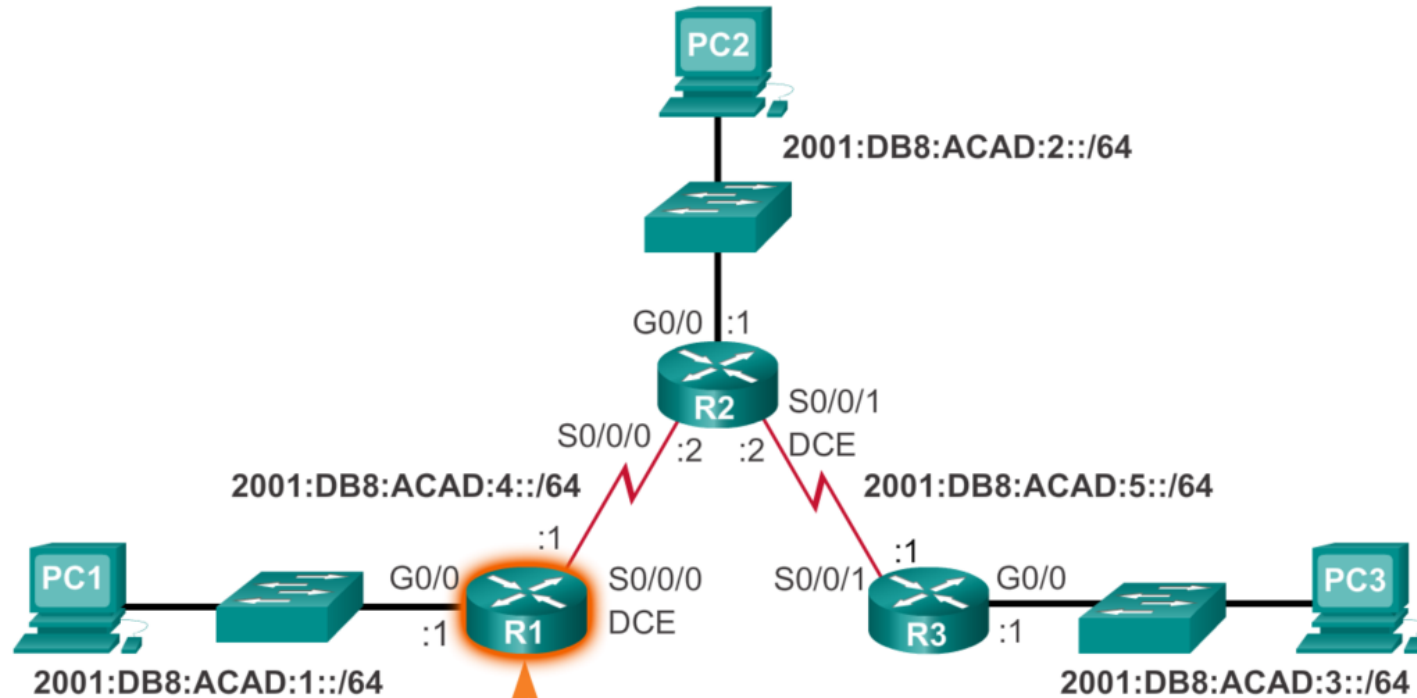 PC2
2001:DB8:ACAD:2::/64
G0/0 :1
R2
S0/0/1
DCE
S0/0/0
:2 :2
2001:DB8:ACAD:4::/64
2001:DB8:ACAD:5::/64
:1
:1
PC1
G0/0
S0/0/0
DCE
:1
R1
S0/0/1
G0/0
R3
:1
PC3
2001:DB8:ACAD:1::/64
2001:DB8:ACAD:3::/64